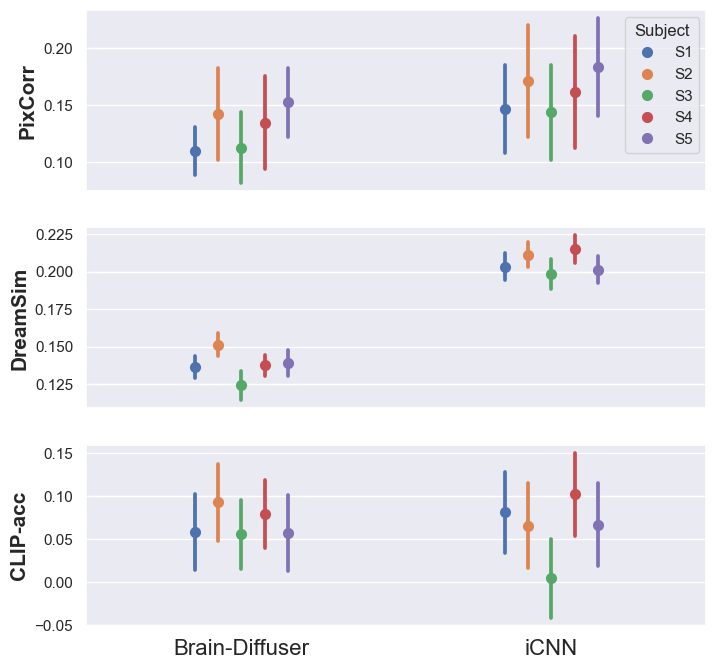 PixCorr
0.20
0.15
0.10
Subject
S1
S2
S3
S4
S5
DreamSim
0.225
0.200
0.175
0.150
0.125
CLIP-acc
0.15
0.10
0.05
0.00
−0.05
Brain-Diffuser
iCNN